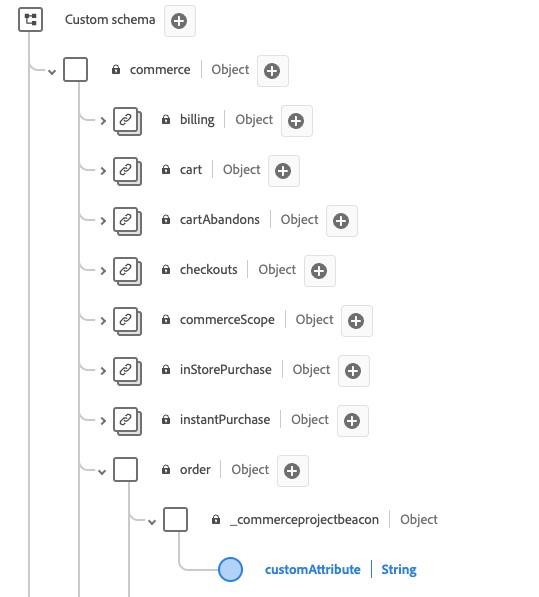 Custom schema
commerce | Object
billing | Object
cart | Object
cartAbandons | Object
checkouts | Object
commerceScope | Object
inStorePurchase | Object
instantPurchase | Object
order | Object
_commerceprojectbeacon | Object
customAttribute | String